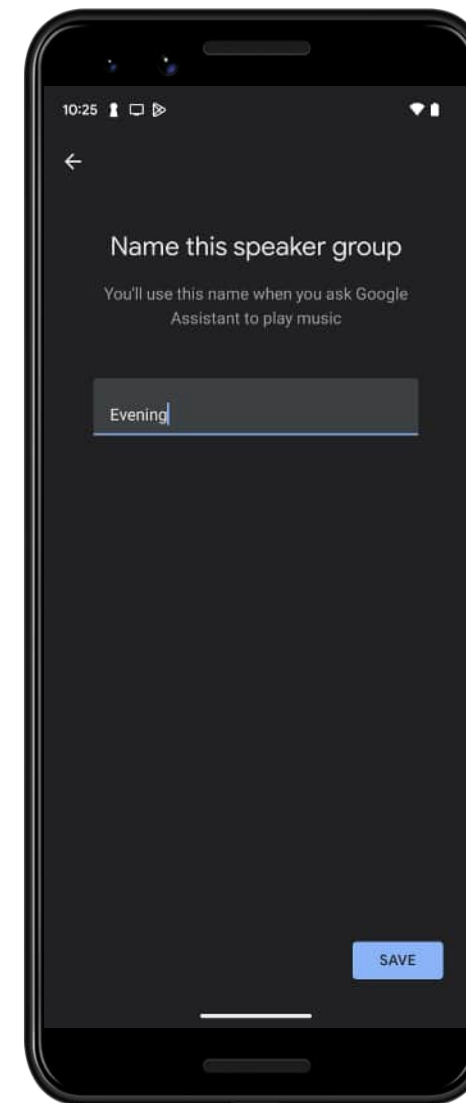 10:25
Name this speaker group
You'll use this name when you ask Google
Assistant to play music
Evening
SAVE